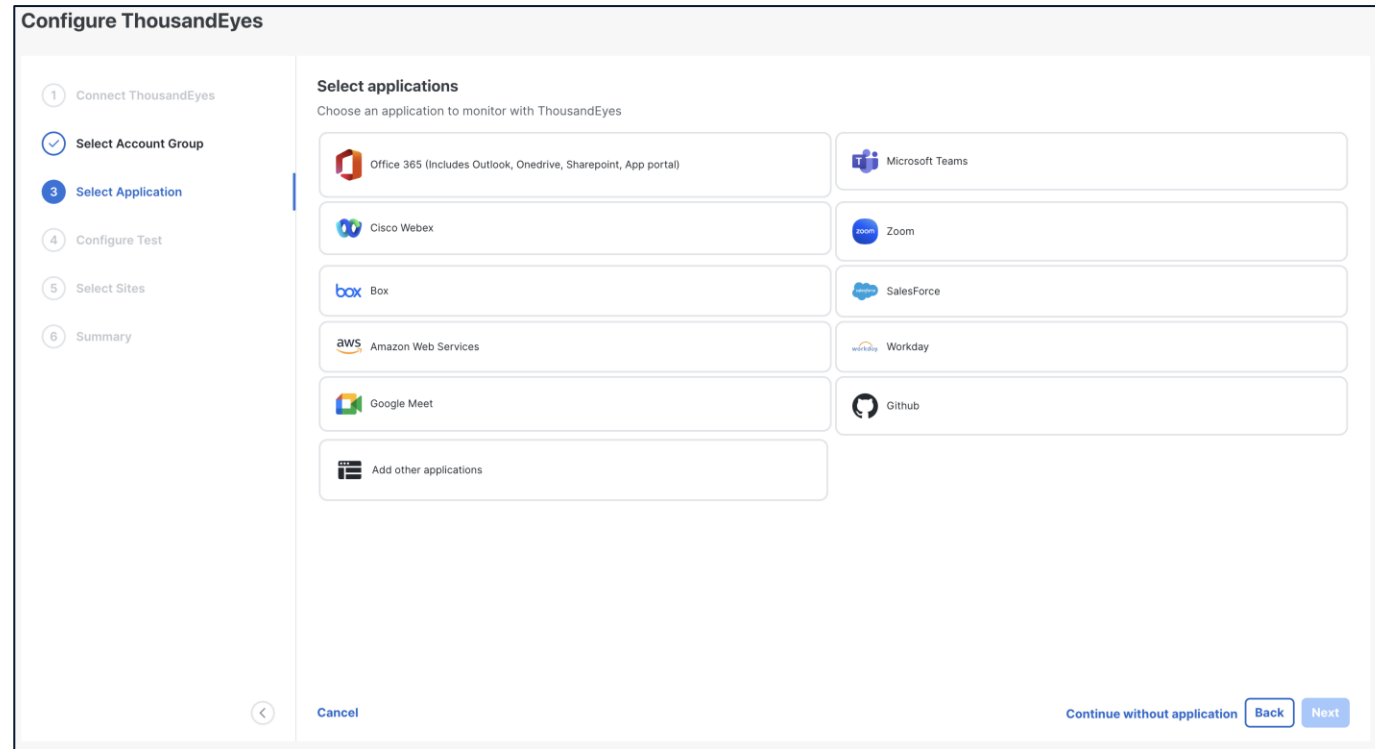 Configure ThousandEyes
1 Connect ThousandEyes
Select Account Group
3 Select Application
4 Configure Test
5 Select Sites
6 Summary
Select applications
Choose an application to monitor with ThousandEyes
Office 365 (Includes Outlook, Onedrive, Sharepoint, App portal)
T Microsoft Teams
Cisco Webex
zoom Zoom
box Box
salesforce SalesForce
aws Amazon Web Services
workday Workday
Google Meet
Github
Add other applications
Cancel
Continue without application Back Next